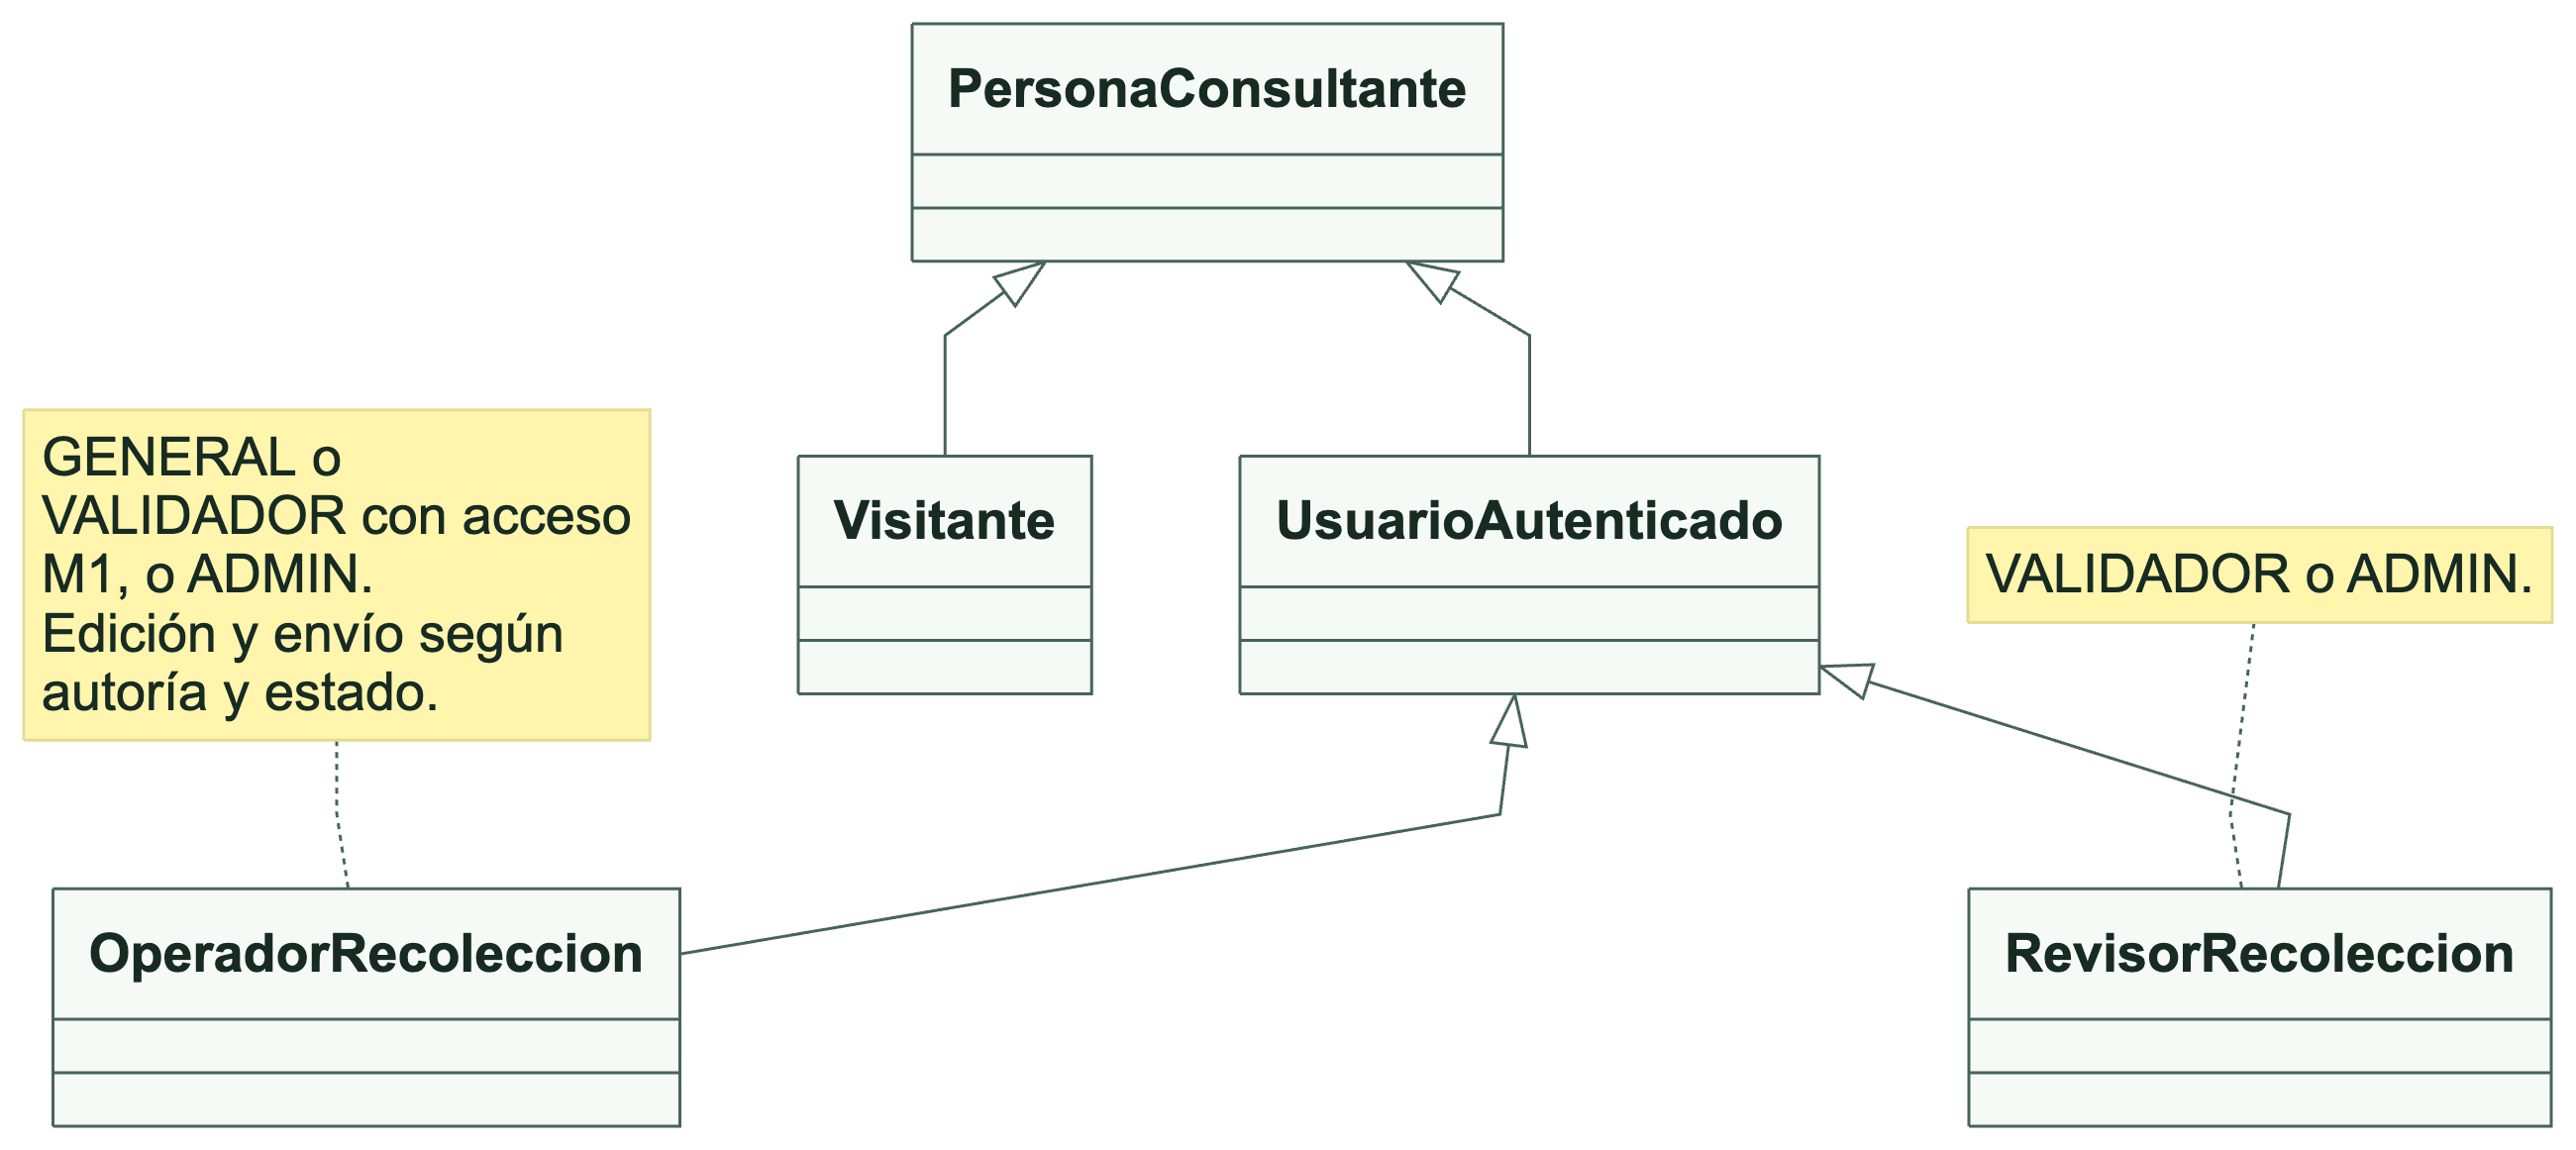 PersonaConsultante
GENERAL o
VALIDADOR con acceso
M1, o ADMIN.
Edición y envío según
autoría y estado.
Visitante
UsuarioAutenticado
VALIDADOR o ADMIN.
OperadorRecoleccion
RevisorRecoleccion